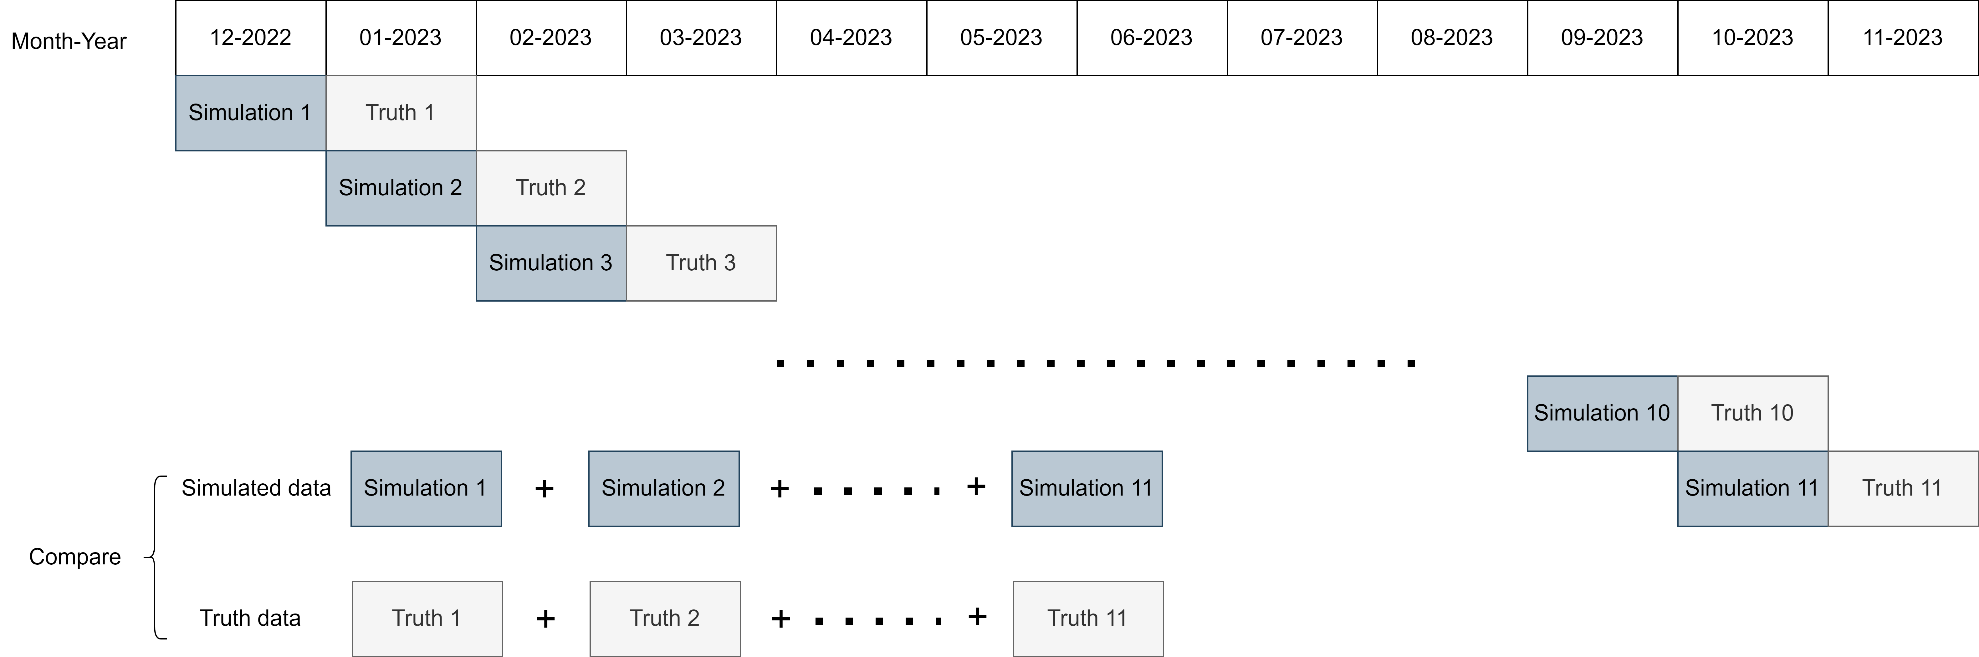 Month-Year 12-2022 01-2023 02-2023 03-2023 04-2023 05-2023 06-2023 07-2023 08-2023 09-2023 10-2023 11-2023
Simulation 1 Truth 1
Simulation 2 Truth 2
Simulation 3 Truth 3
Simulation 10 Truth 10
Simulated data Simulation 1 + Simulation 2 + + Simulation 11 Simulation 11 Truth 11
Compare
Truth data Truth 1 + Truth 2 + + Truth 11